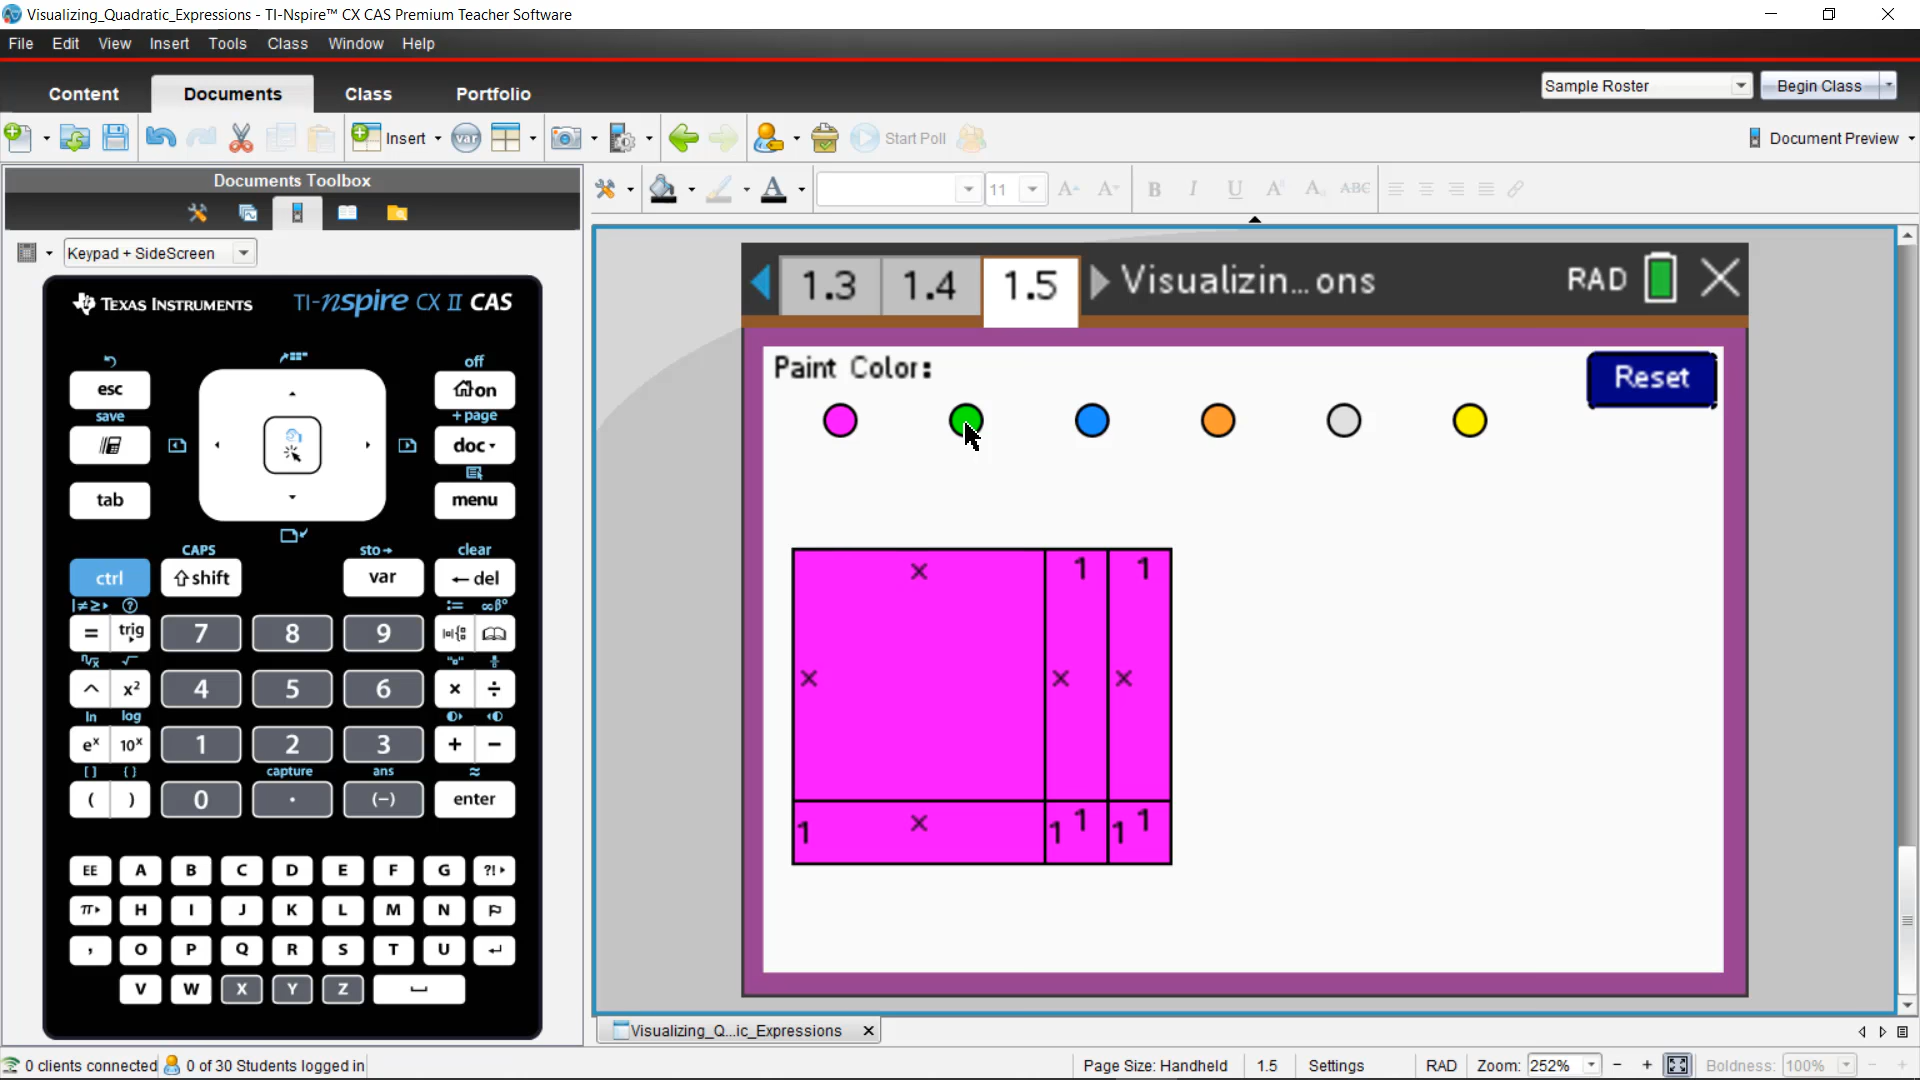 Visualizing_Quadratic_Expressions - TI-Nspire™ CX CAS Premium Teacher Software
File Edit View Insert Tools Class Window Help
Content Documents Class Portfolio
Sample Roster Begin Class
Insert var Start Poll Document Preview
Documents Toolbox
11 B I U A A ABC
Keypad + SideScreen
TEXAS INSTRUMENTS TI-nspire CX II CAS
off
esc on
save + page
doc
tab menu
CAPS sto→ clear
ctrl shift var ← del
|≠≥▸ ? := ∞β°
= trig 7 8 9
ⁿ√x √
^ x² 4 5 6 × ÷
ln log
eˣ 10ˣ 1 2 3 + −
[ ] { } capture ans ≈
( ) 0 . (−) enter
EE A B C D E F G ?!▸
π▸ H I J K L M N
, O P Q R S T U ↵
V W X Y Z
1.3 1.4 1.5 Visualizin...ons RAD
Paint Color: Reset
x 1 1
x x x
1 x 1 1 1 1
Visualizing_Q...ic_Expressions
0 clients connected 0 of 30 Students logged in Page Size: Handheld 1.5 Settings RAD Zoom: 252% − + Boldness: 100% − +